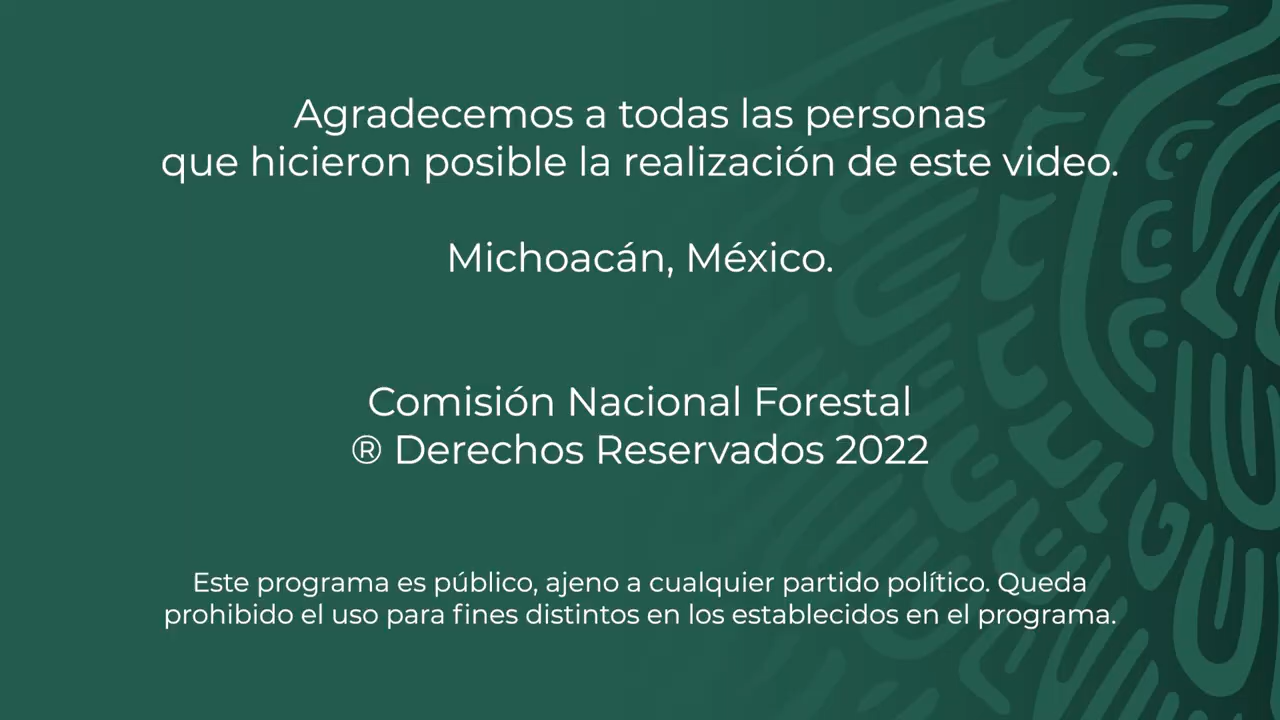 Agradecemos a todas las personas
que hicieron posible la realización de este video.
Michoacán, México.
Comisión Nacional Forestal
® Derechos Reservados 2022
Este programa es público, ajeno a cualquier partido político. Queda
prohibido el uso para fines distintos en los establecidos en el programa.